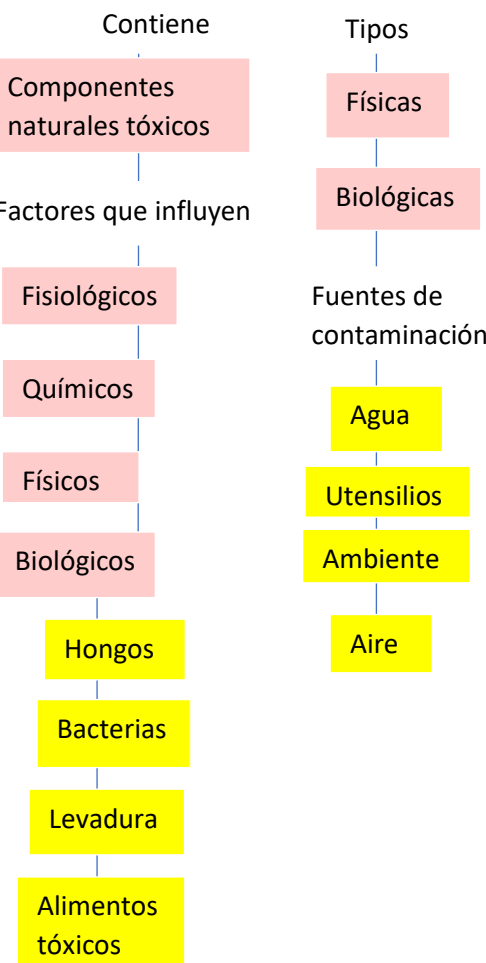 Contiene
Componentes
naturales tóxicos
Factores que influyen
Fisiológicos
Químicos
Físicos
Biológicos
Hongos
Bacterias
Levadura
Alimentos
tóxicos
Tipos
Físicas
Biológicas
Fuentes de
contaminación
Agua
Utensilios
Ambiente
Aire